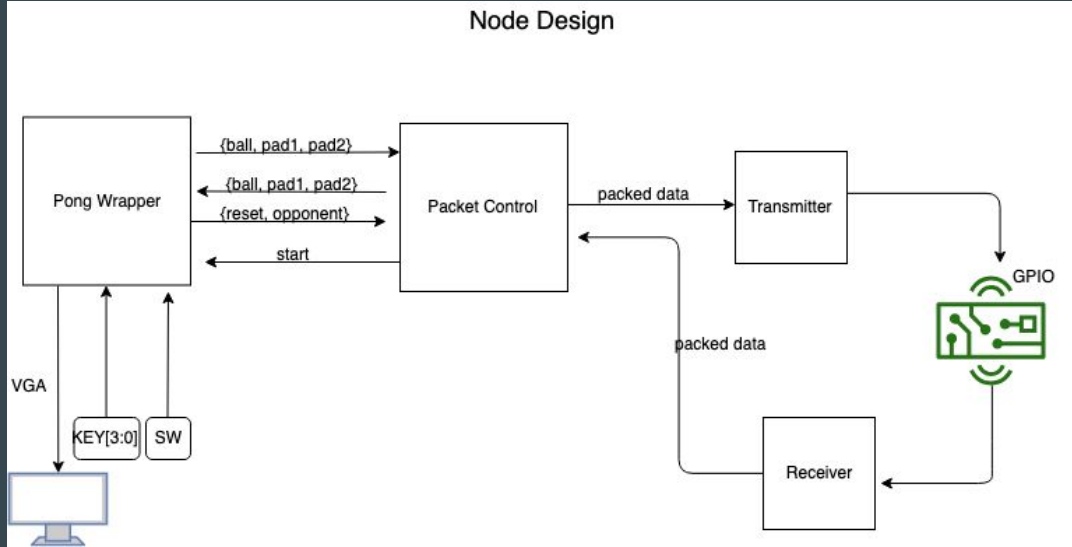 Node Design
Pong Wrapper
{ball, pad1, pad2}
{ball, pad1, pad2}
{reset, opponent}
start
Packet Control
packed data
Transmitter
GPIO
packed data
Receiver
VGA
KEY[3:0]
SW